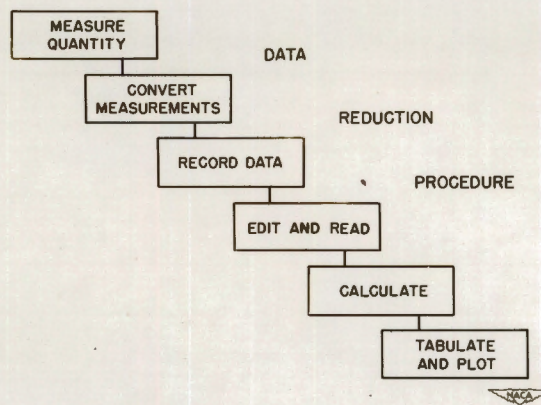 MEASURE
QUANTITY
DATA
CONVERT
MEASUREMENTS
REDUCTION
RECORD DATA
PROCEDURE
EDIT AND READ
CALCULATE
TABULATE
AND PLOT
NACA